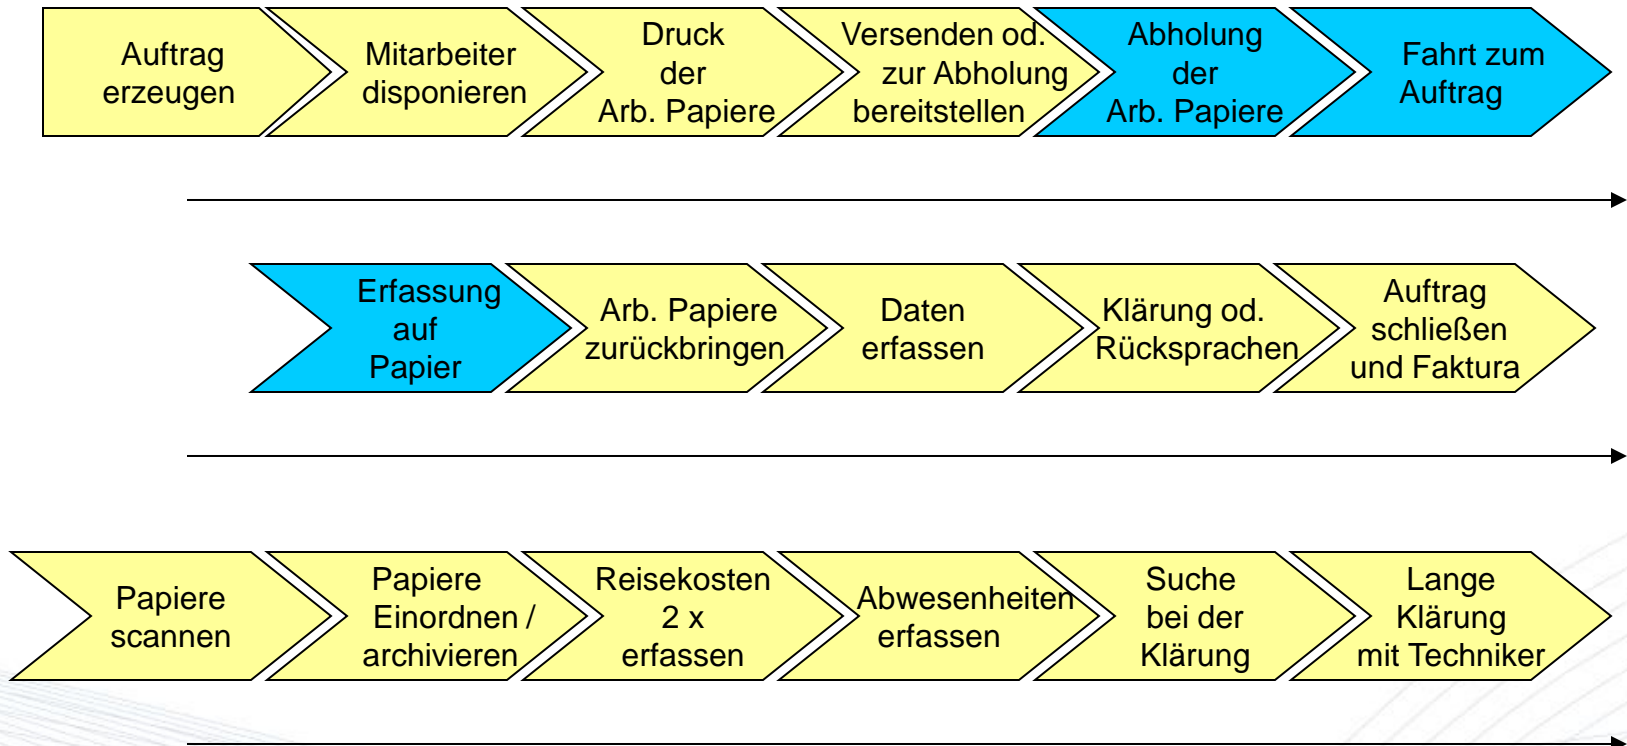 Auftrag
erzeugen
Mitarbeiter
disponieren
Druck
der
Arb. Papiere
Versenden od.
zur Abholung
bereitstellen
Abholung
der
Arb. Papiere
Fahrt zum
Auftrag
Erfassung
auf
Papier
Arb. Papiere
zurückbringen
Daten
erfassen
Klärung od.
Rücksprachen
Auftrag
schließen
und Faktura
Papiere
scannen
Papiere
Einordnen /
archivieren
Reisekosten
2 x
erfassen
Abwesenheiten
erfassen
Suche
bei der
Klärung
Lange
Klärung
mit Techniker